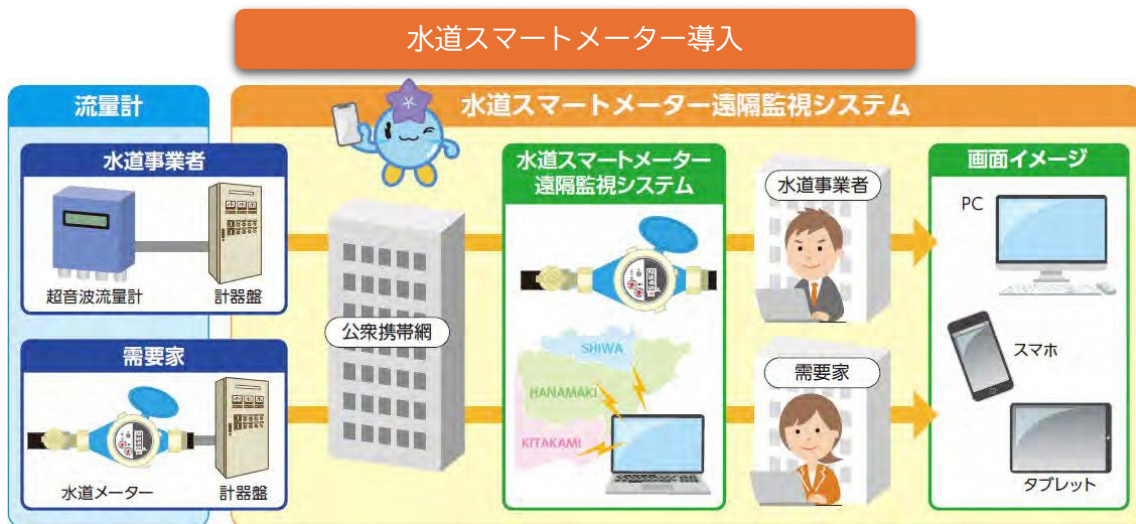 水道スマートメーター導入
流量計
水道スマートメーター遠隔監視システム
水道事業者
超音波流量計
計器盤
需要家
水道メーター
計器盤
公衆携帯網
水道スマートメーター
遠隔監視システム
SHIWA
HANAMAKI
KITAKAMI
水道事業者
需要家
画面イメージ
PC
スマホ
タブレット